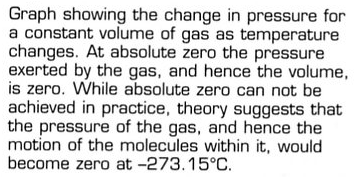 Graph showing the change in pressure for
a constant volume of gas as temperature
changes. At absolute zero the pressure
exerted by the gas, and hence the volume,
is zero. While absolute zero can not be
achieved in practice, theory suggests that
the pressure of the gas, and hence the
motion of the molecules within it, would
become zero at –273.15°C.